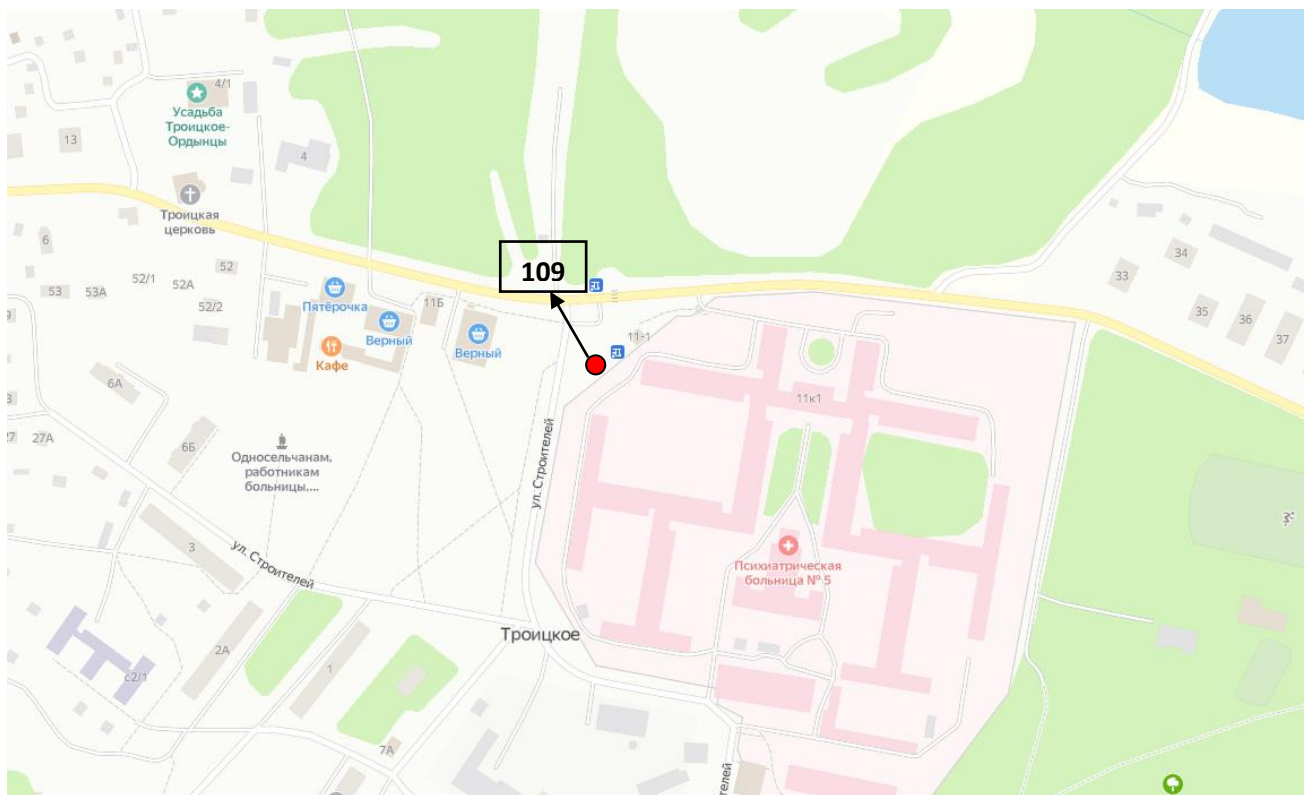 4/1
Усадьба
Троицкое-
Ордынцы
13
4
Троицкая
церковь
6
52
52/1
52А
53
53А
52/2
109
Пятёрочка
11Б
Верный
Верный
Кафе
11-1
34
33
35
36
37
6А
11к1
27
27А
6Б
Односельчанам,
работникам
больницы,...
ул. Строителей
3
ул. Строителей
Психиатрическая
больница № 5
Троицкое
2А
1
с2/1
7А
телей